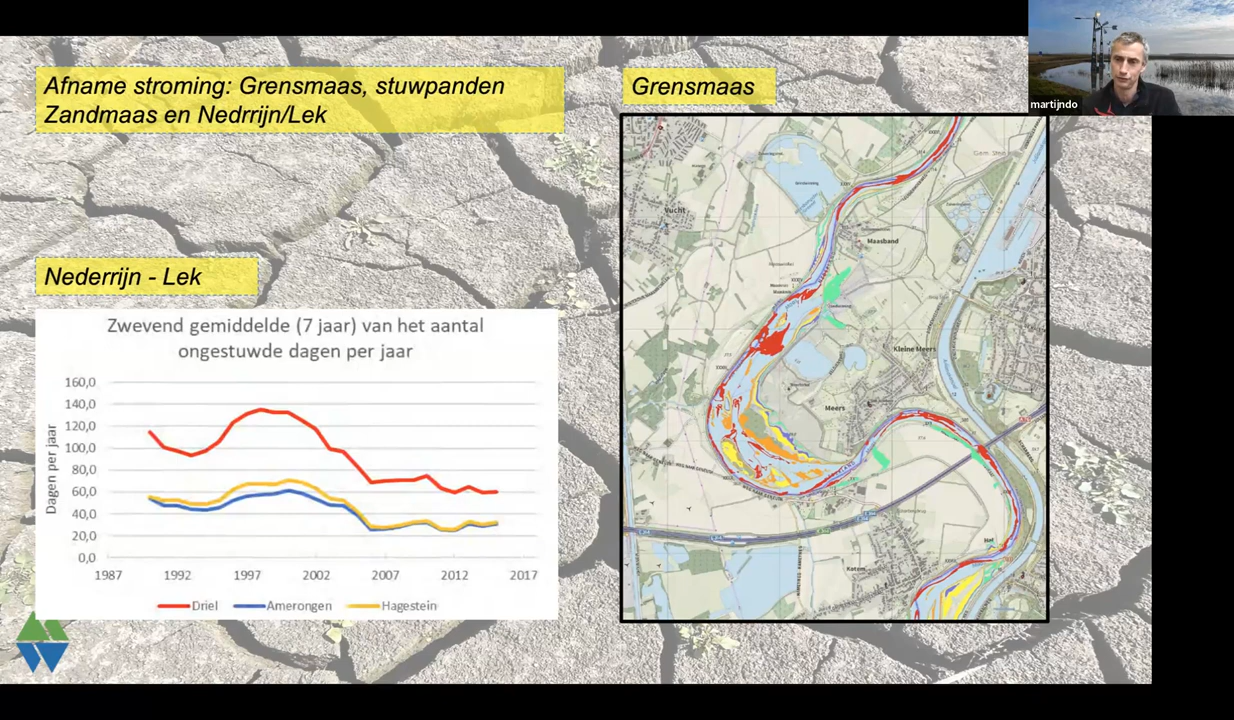 Afname stroming: Grensmaas, stuwpanden
Zandmaas en Nedrrijn/Lek
Grensmaas
martijndo
Nederrijn - Lek
Zwevend gemiddelde (7 jaar) van het aantal
ongestuwde dagen per jaar
Dagen per jaar
160,0
140,0
120,0
100,0
80,0
60,0
40,0
20,0
0,0
1987
1992
1997
2002
2007
2012
2017
Driel
Amerongen
Hagestein
Vucht
Maasband
Kleine Meers
Meers
Hal
Kotem